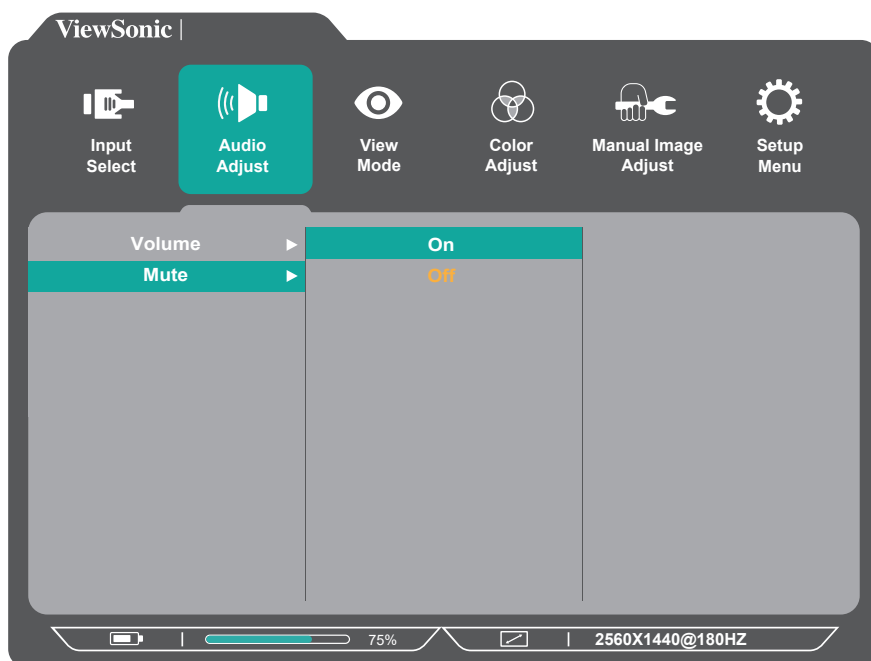 ViewSonic
Input Select
Audio Adjust
View Mode
Color Adjust
Manual Image Adjust
Setup Menu
Volume
On
Mute
Off
75%
2560X1440@180HZ